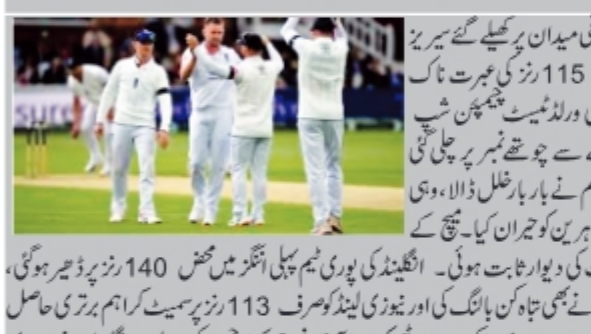 میدان پر کھیلے گئے سیریز
115 رنز کی عبرت ناک
ورلڈ ٹیسٹ چیمپئن شپ
سے چوتھے نمبر پر چلی گئی
نے بار بار خلل ڈالا، وہی
ہرین کو حیران کیا۔ میچ کے
کی دیوار ثابت ہوئی۔ انگلینڈ کی پوری ٹیم پہلی اننگز میں محض 140 رنز پر ڈھیر ہوگئی،
نے بھی تباہ کن بالنگ کی اور نیوزی لینڈ کو صرف 113 رنز پر سمیٹ کر اہم برتری حاصل